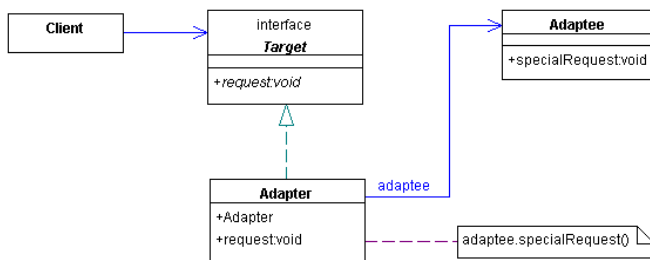 Client
interface
Target
+request:void
Adaptee
+specialRequest:void
Adapter
+Adapter
+request:void
adaptee
adaptee.specialRequest()